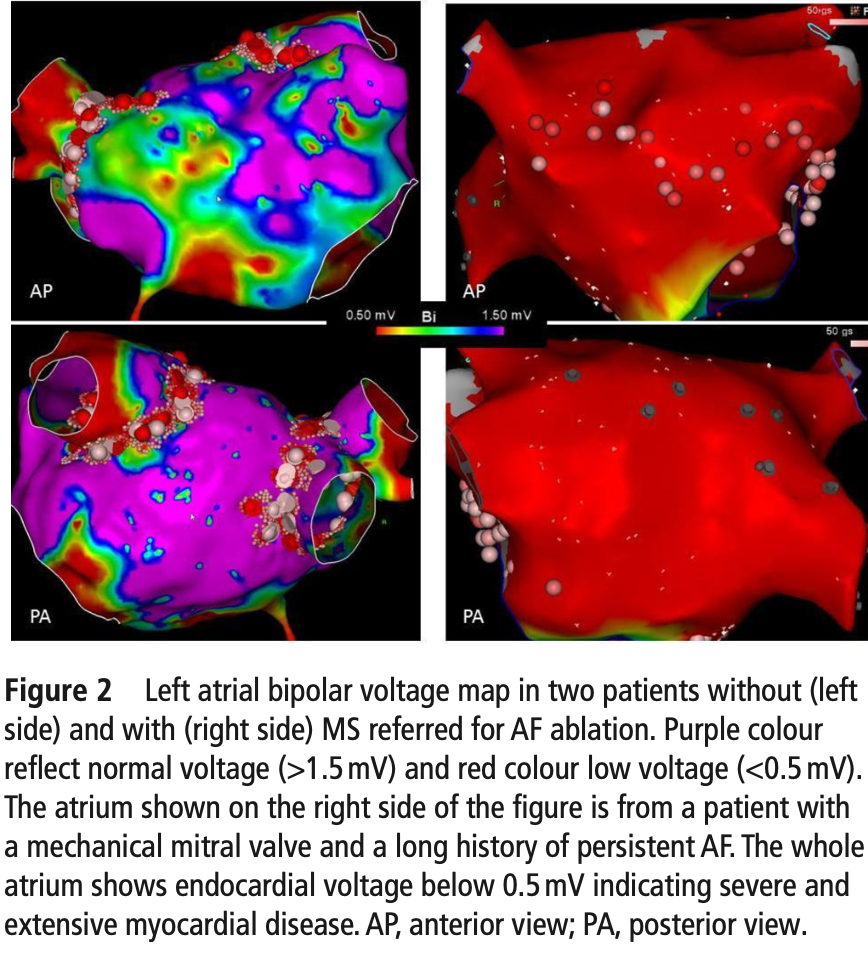 50 gs
AP
AP
0.50 mV Bi 1.50 mV
R
50 gs
PA
PA
Figure 2 Left atrial bipolar voltage map in two patients without (left
side) and with (right side) MS referred for AF ablation. Purple colour
reflect normal voltage (>1.5 mV) and red colour low voltage (<0.5 mV).
The atrium shown on the right side of the figure is from a patient with
a mechanical mitral valve and a long history of persistent AF. The whole
atrium shows endocardial voltage below 0.5 mV indicating severe and
extensive myocardial disease. AP, anterior view; PA, posterior view.